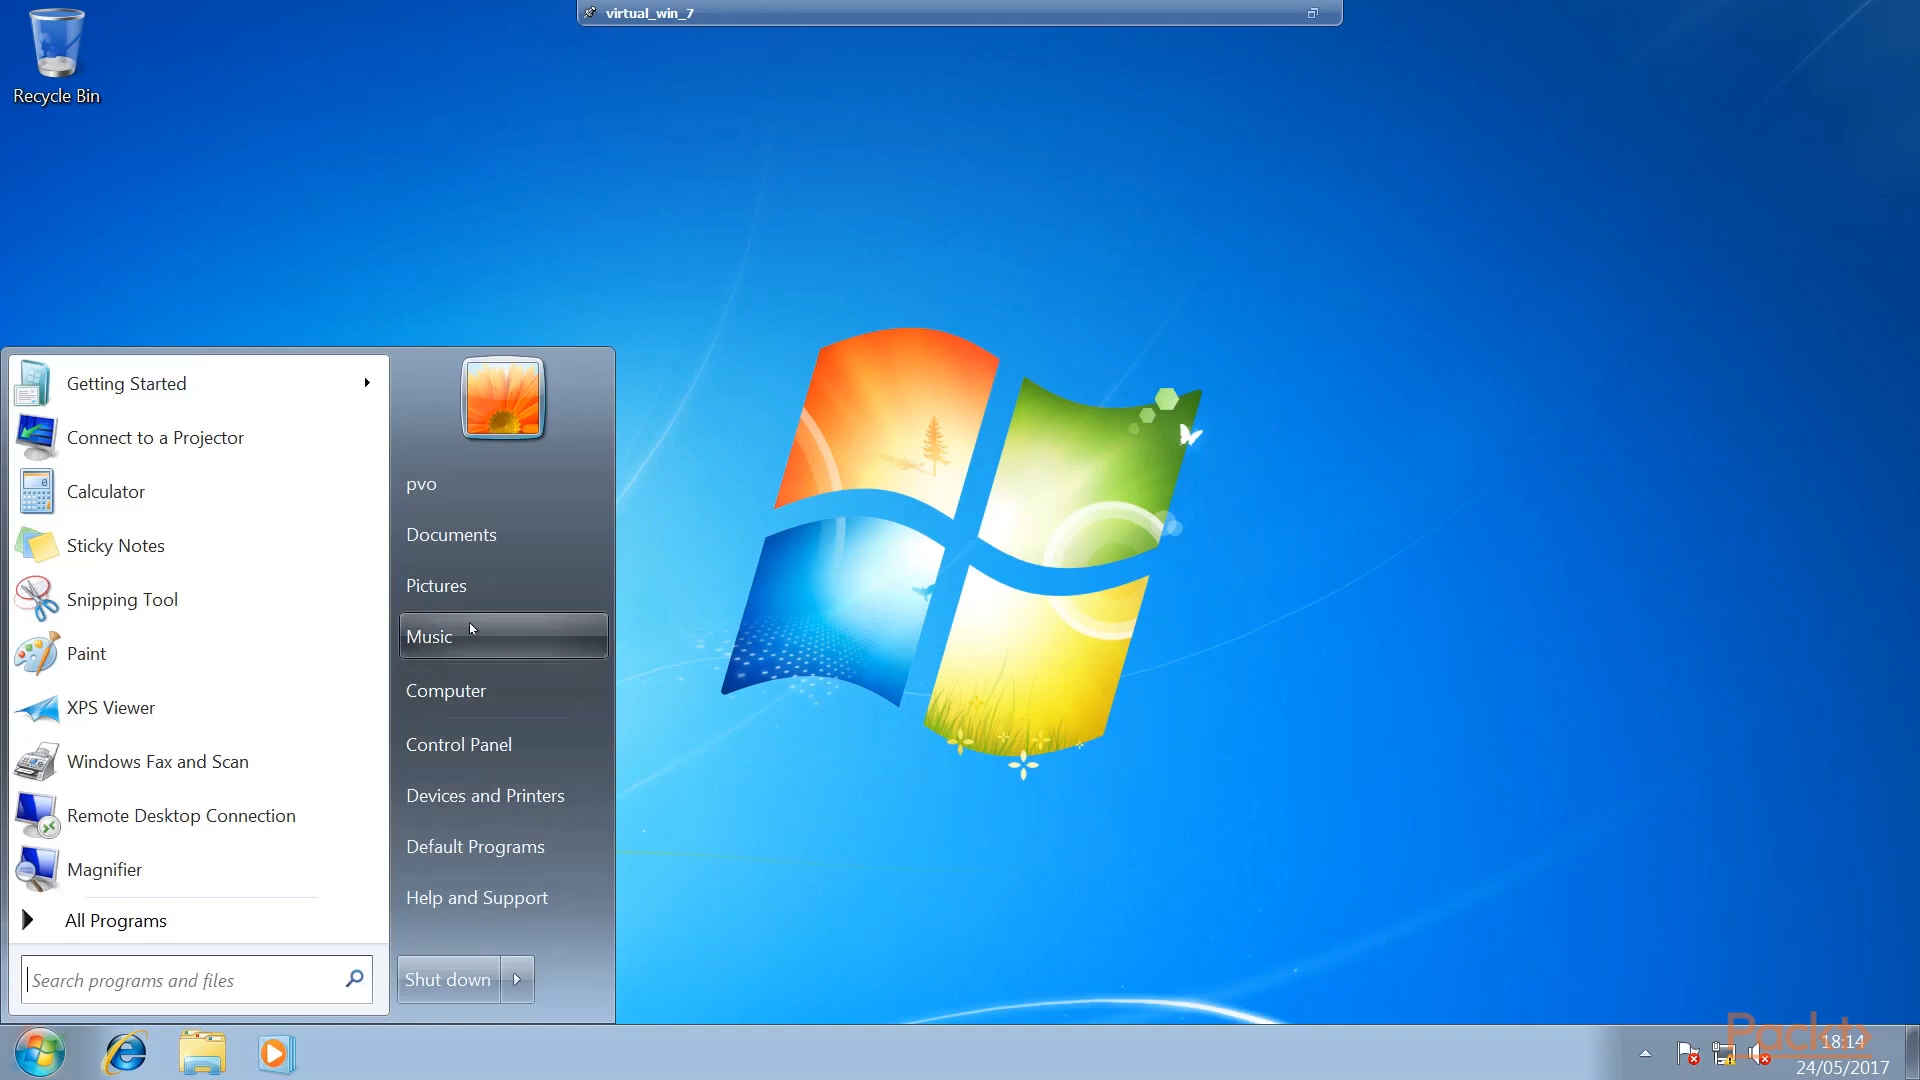 virtual_win_7
Recycle Bin
Getting Started
Connect to a Projector
Calculator
Sticky Notes
Snipping Tool
Paint
XPS Viewer
Windows Fax and Scan
Remote Desktop Connection
Magnifier
All Programs
Search programs and files
pvo
Documents
Pictures
Music
Computer
Control Panel
Devices and Printers
Default Programs
Help and Support
Shut down
Packt
18:14
24/05/2017